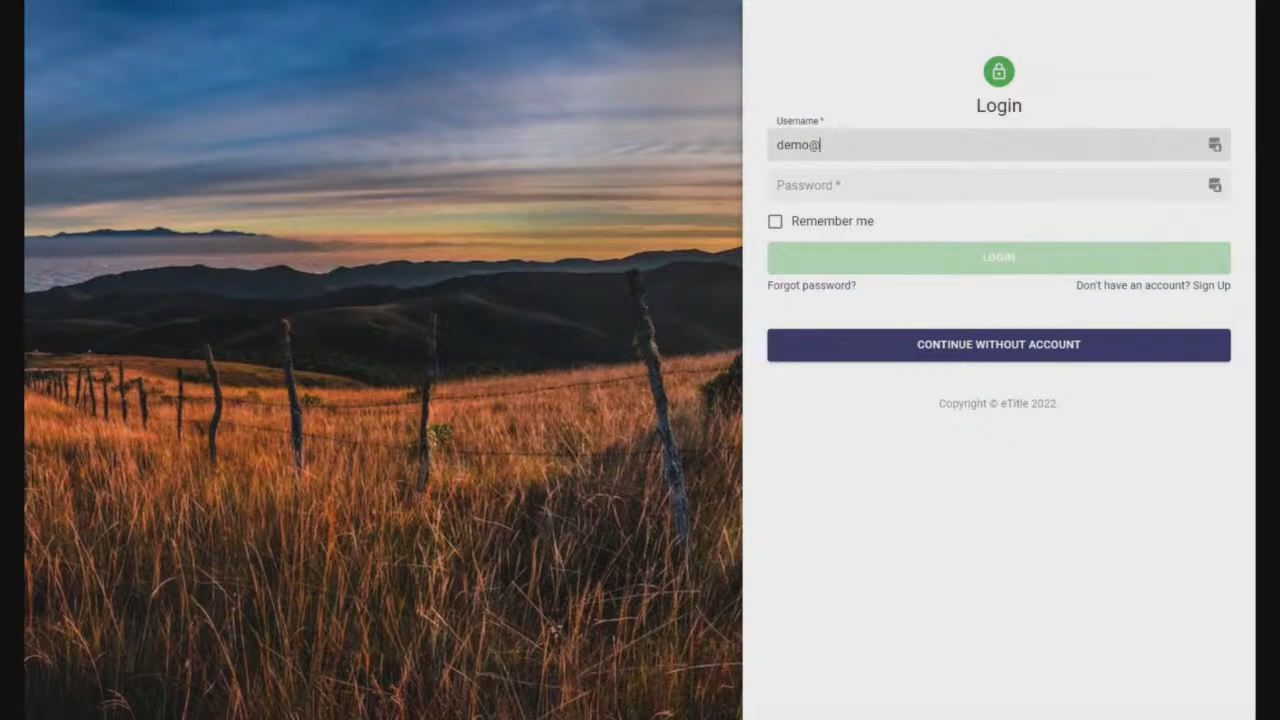 Login
Username *
demo@
Password *
Remember me
LOGIN
Forgot password?
Don't have an account? Sign Up
CONTINUE WITHOUT ACCOUNT
Copyright © eTitle 2022.